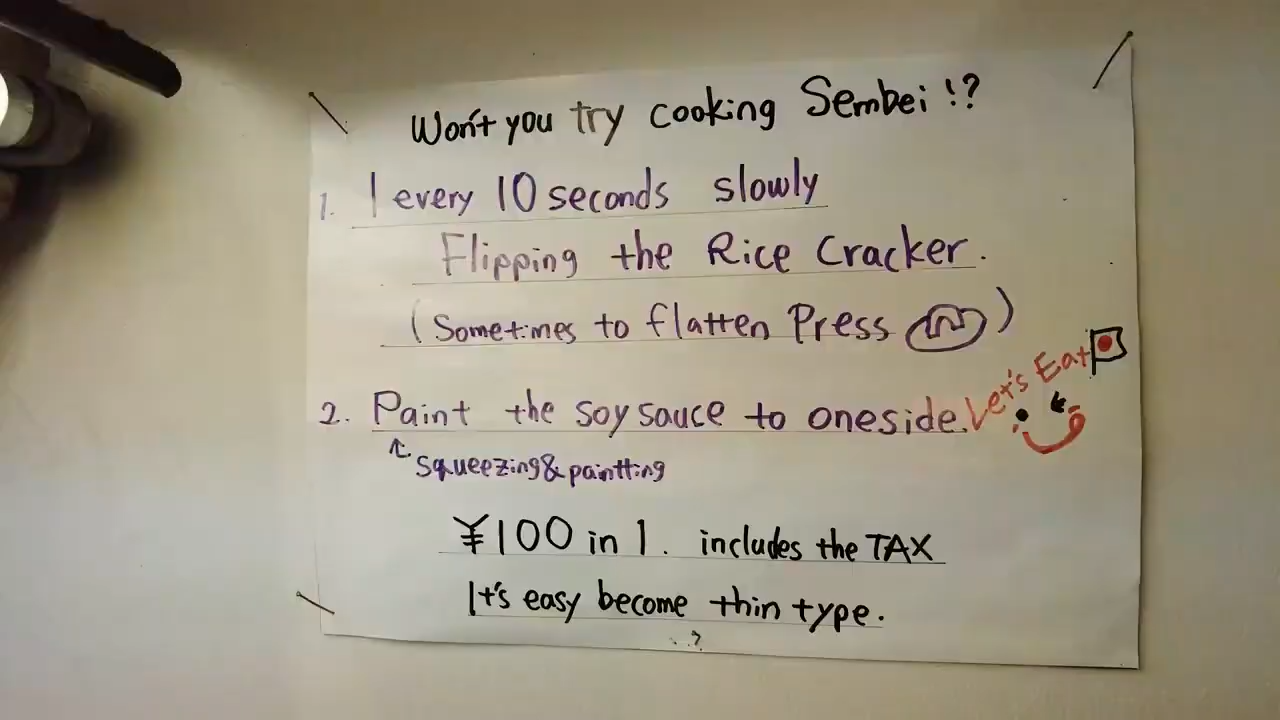 Won't you try cooking Sembei!?
1. 1 every 10 seconds slowly
Flipping the Rice Cracker.
(Sometimes to flatten Press )
Let's Eat
2. Paint the soy sauce to oneside.
squeezing & paintting
¥100 in 1. includes the TAX
It's easy become thin type.